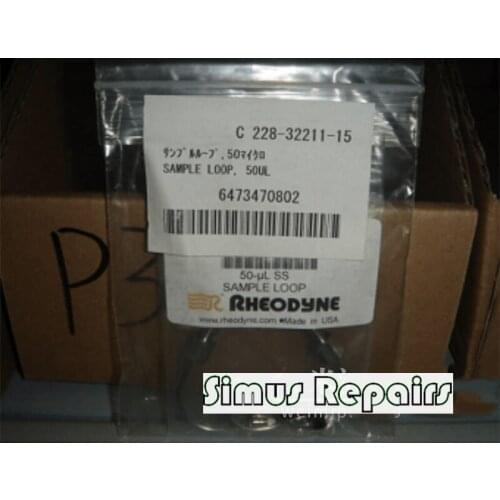 C 228-32211-15
ｻﾝﾌﾟﾙﾙｰﾌﾟ,50ﾏｲｸﾛ
SAMPLE LOOP, 50UL
6473470802
50-µL SS
SAMPLE LOOP
RHEODYNE
www.rheodyne.com Made in USA
P3
Simus Repairs